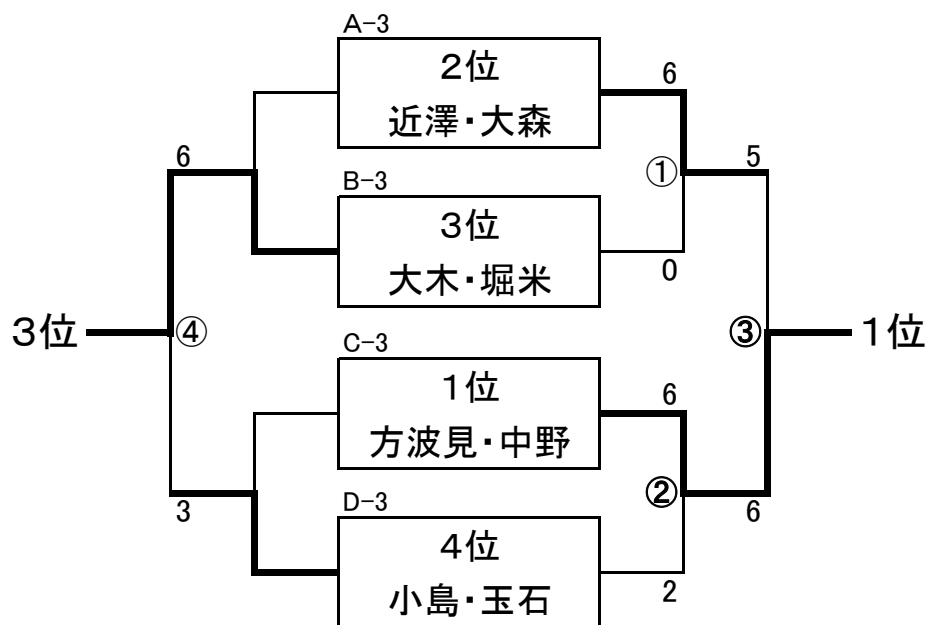 A-3
2位
近澤・大森
6
6
①
5
B-3
3位
大木・堀米
0
3位
④
③
1位
C-3
1位
方波見・中野
6
3
②
6
D-3
4位
小島・玉石
2